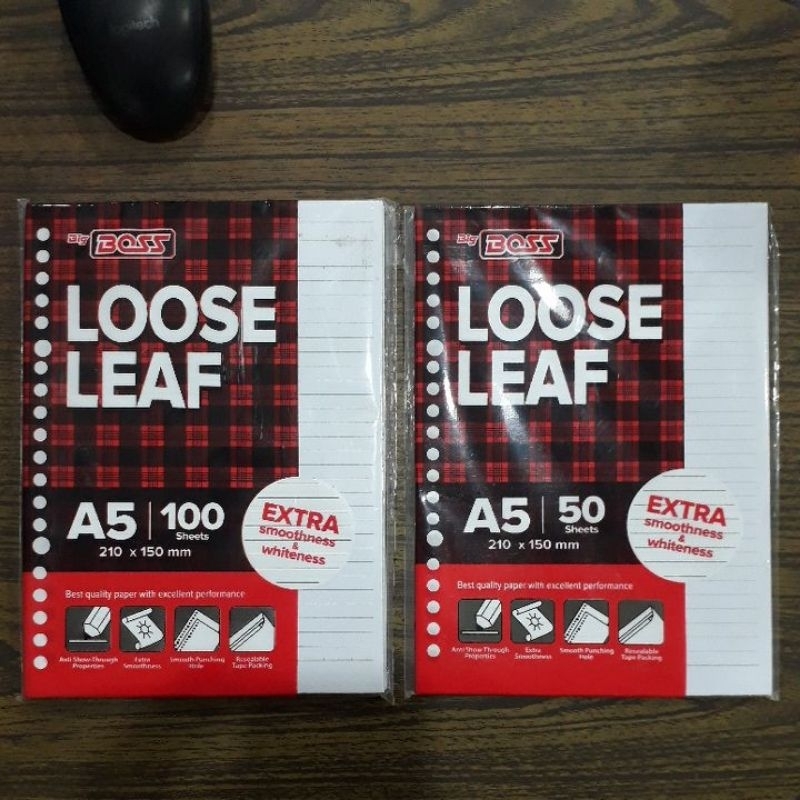 logitech
Big BOSS
LOOSE
LEAF
A5 | 100
Sheets
210 x 150 mm
EXTRA
smoothness
&
whiteness
Best quality paper with excellent performance
Anti Show-Through
Properties
Extra
Smoothness
Smooth Punching
Hole
Resealable
Tape Packing
Big BOSS
LOOSE
LEAF
A5 | 50
Sheets
210 x 150 mm
EXTRA
smoothness
&
whiteness
Best quality paper with excellent performance
Anti Show-Through
Properties
Extra
Smoothness
Smooth Punching
Hole
Resealable
Tape Packing